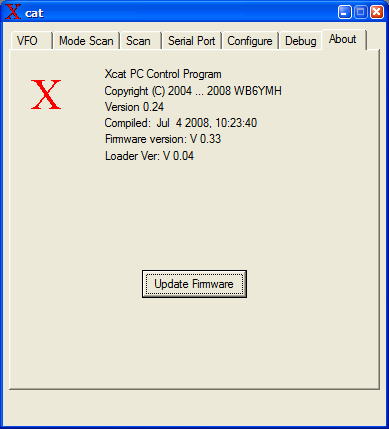 X cat
VFO Mode Scan Scan Serial Port Configure Debug About
X
Xcat PC Control Program
Copyright (C) 2004 ... 2008 WB6YMH
Version 0.24
Compiled:  Jul  4 2008, 10:23:40
Firmware version: V 0.33
Loader Ver: V 0.04
Update Firmware